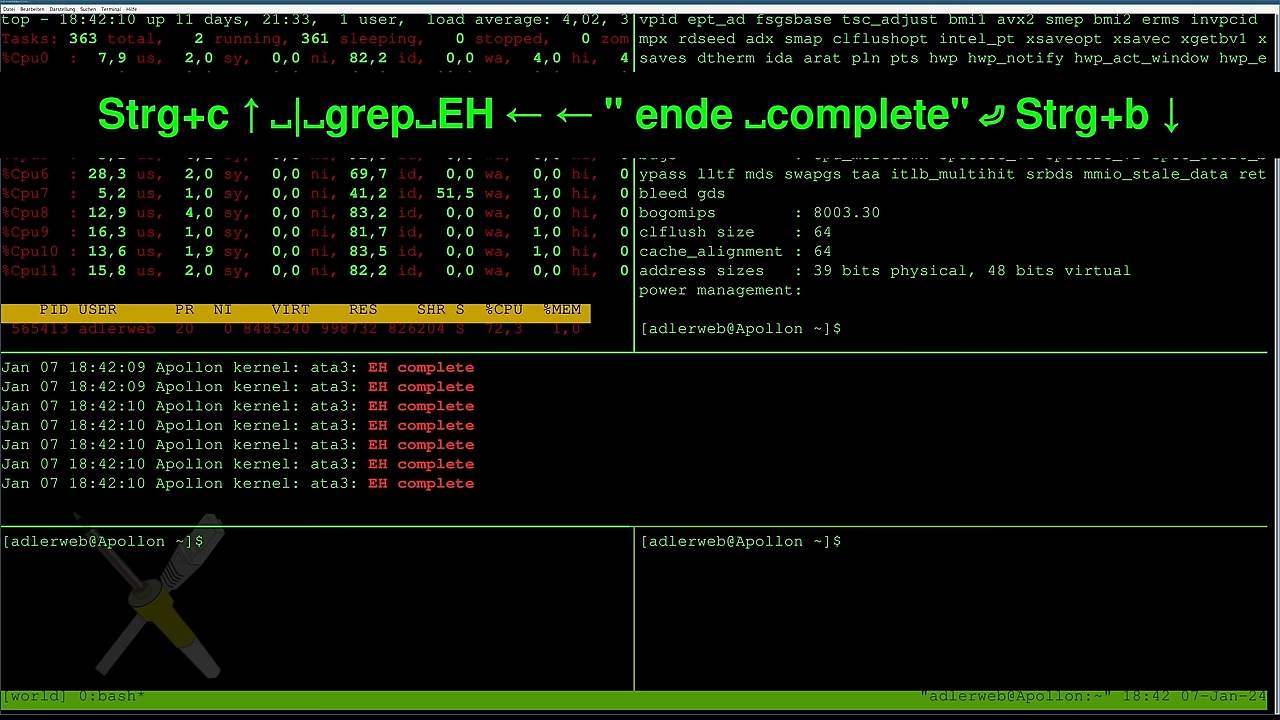 Datei Bearbeiten Darstellung Suchen Terminal Hilfe
top - 18:42:10 up 11 days, 21:33,  1 user,  load average: 4,02, 3
Tasks: 363 total,   2 running, 361 sleeping,   0 stopped,   0 zom
%Cpu0  :  7,9 us,  2,0 sy,  0,0 ni, 82,2 id,  0,0 wa,  4,0 hi,  4
vpid ept_ad fsgsbase tsc_adjust bmi1 avx2 smep bmi2 erms invpcid
mpx rdseed adx smap clflushopt intel_pt xsaveopt xsavec xgetbv1 x
saves dtherm ida arat pln pts hwp hwp_notify hwp_act_window hwp_e
Strg+c ↑ ␣|␣grep␣EH ← ← " ende ␣complete" ⤶ Strg+b ↓
%Cpu6  : 28,3 us,  2,0 sy,  0,0 ni, 69,7 id,  0,0 wa,  0,0 hi,  0
%Cpu7  :  5,2 us,  1,0 sy,  0,0 ni, 41,2 id, 51,5 wa,  1,0 hi,  0
%Cpu8  : 12,9 us,  4,0 sy,  0,0 ni, 83,2 id,  0,0 wa,  0,0 hi,  0
%Cpu9  : 16,3 us,  1,0 sy,  0,0 ni, 81,7 id,  0,0 wa,  1,0 hi,  0
%Cpu10 : 13,6 us,  1,9 sy,  0,0 ni, 83,5 id,  0,0 wa,  1,0 hi,  0
%Cpu11 : 15,8 us,  2,0 sy,  0,0 ni, 82,2 id,  0,0 wa,  0,0 hi,  0
PID USER      PR  NI    VIRT    RES    SHR S  %CPU  %MEM
565413 adlerweb  20   0 8485240 998732 826204 S  72,3   1,0
ypass l1tf mds swapgs taa itlb_multihit srbds mmio_stale_data ret
bleed gds
bogomips        : 8003.30
clflush size    : 64
cache_alignment : 64
address sizes   : 39 bits physical, 48 bits virtual
power management:
[adlerweb@Apollon ~]$
Jan 07 18:42:09 Apollon kernel: ata3: EH complete
Jan 07 18:42:09 Apollon kernel: ata3: EH complete
Jan 07 18:42:10 Apollon kernel: ata3: EH complete
Jan 07 18:42:10 Apollon kernel: ata3: EH complete
Jan 07 18:42:10 Apollon kernel: ata3: EH complete
Jan 07 18:42:10 Apollon kernel: ata3: EH complete
Jan 07 18:42:10 Apollon kernel: ata3: EH complete
[adlerweb@Apollon ~]$
[adlerweb@Apollon ~]$
[world] 0:bash*
"adlerweb@Apollon:~" 18:42 07-Jan-24